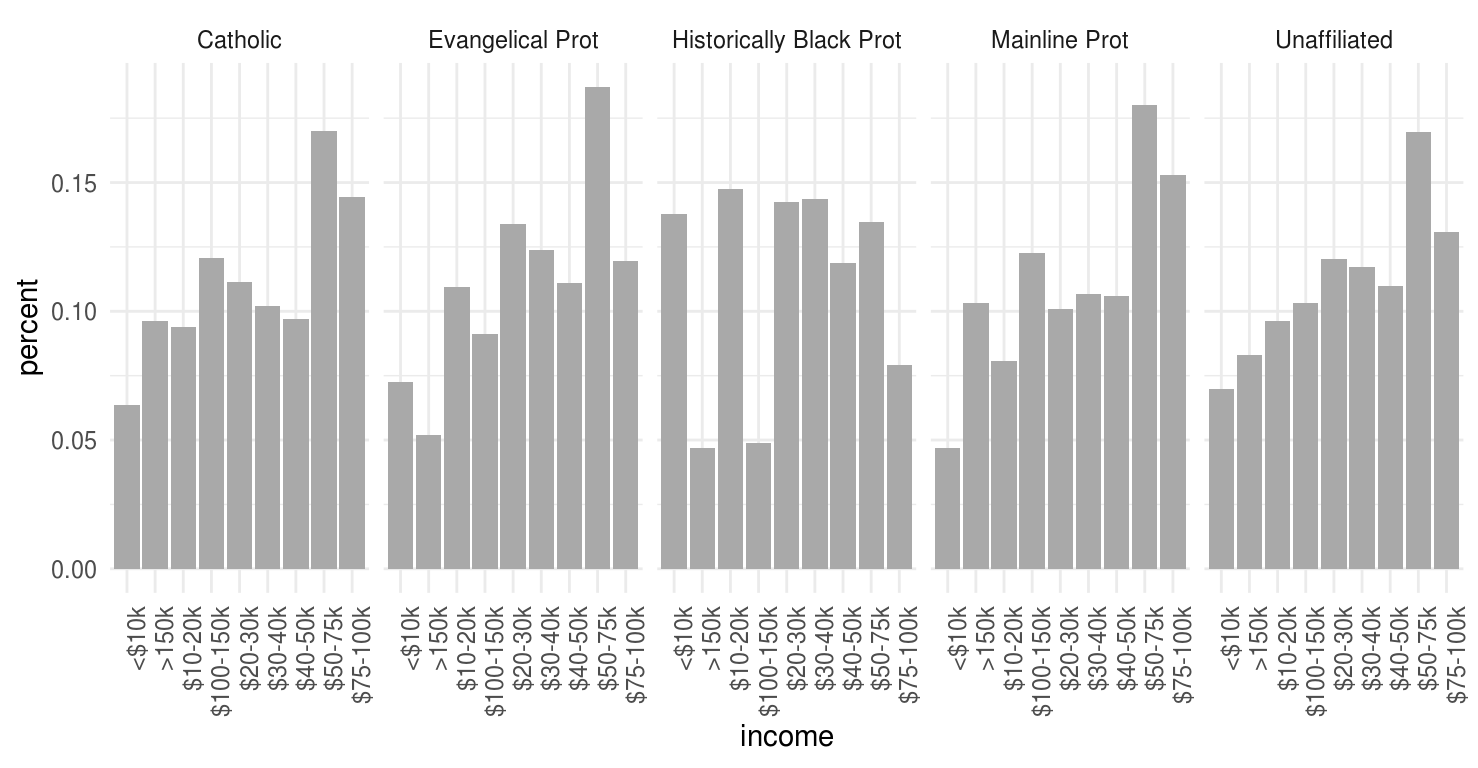 Catholic Evangelical Prot Historically Black Prot Mainline Prot Unaffiliated
percent
0.15
0.10
0.05
0.00
<$10k >150k $10-20k $100-150k $20-30k $30-40k $40-50k $50-75k $75-100k
<$10k >150k $10-20k $100-150k $20-30k $30-40k $40-50k $50-75k $75-100k
<$10k >150k $10-20k $100-150k $20-30k $30-40k $40-50k $50-75k $75-100k
<$10k >150k $10-20k $100-150k $20-30k $30-40k $40-50k $50-75k $75-100k
<$10k >150k $10-20k $100-150k $20-30k $30-40k $40-50k $50-75k $75-100k
income